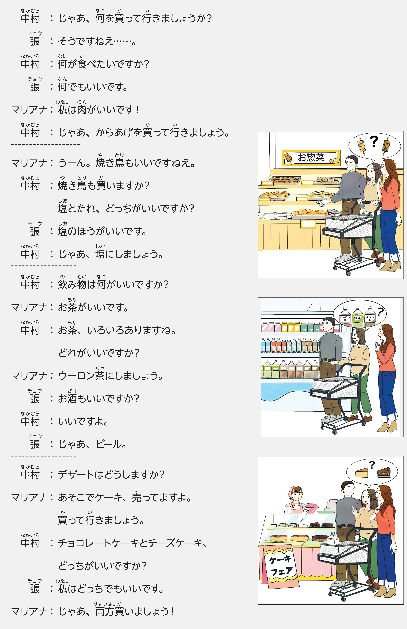 中村：じゃあ、何を買って行きましょうか？
張：そうですねえ……。
中村：何が食べたいですか？
張：何でもいいです。
マリアナ：私は肉がいいです！
中村：じゃあ、からあげを買って行きましょう。
マリアナ：うーん。焼き鳥もいいですねえ。
中村：焼き鳥も買いますか？
塩とたれ、どっちがいいですか？
張：塩のほうがいいです。
中村：じゃあ、塩にしましょう。
中村：飲み物は何がいいですか？
マリアナ：お茶がいいです。
中村：お茶、いろいろありますね。
どれがいいですか？
マリアナ：ウーロン茶にしましょう。
張：お酒もいいですか？
中村：いいですよ。
張：じゃあ、ビール。
中村：デザートはどうしますか？
マリアナ：あそこでケーキ、売ってますよ。
買って行きましょう。
中村：チョコレートケーキとチーズケーキ、
どっちがいいですか？
張：私はどっちでもいいです。
マリアナ：じゃあ、両方買いましょう！
お惣菜
?
?
?
ケーキ
フェア